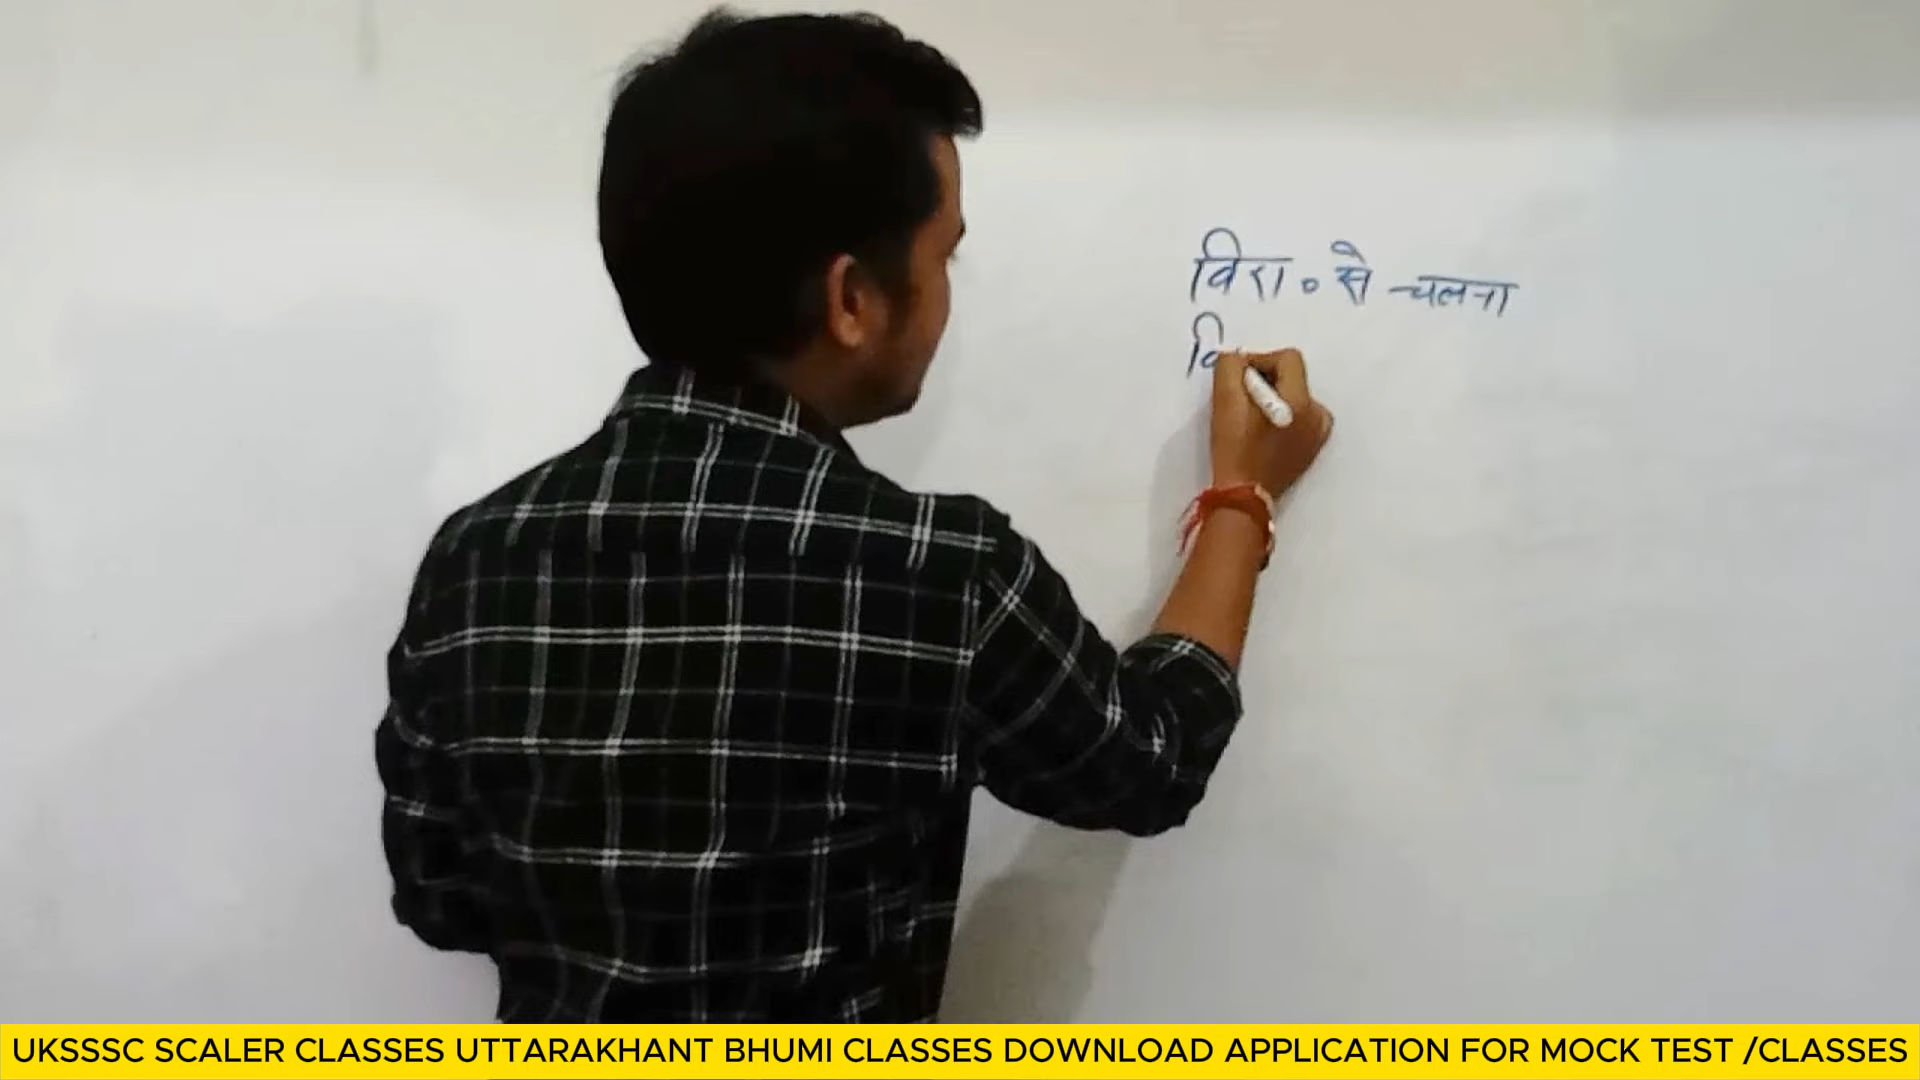 विरा० से चलना
वि
UKSSSC SCALER CLASSES UTTARAKHANT BHUMI CLASSES DOWNLOAD APPLICATION FOR MOCK TEST /CLASSES